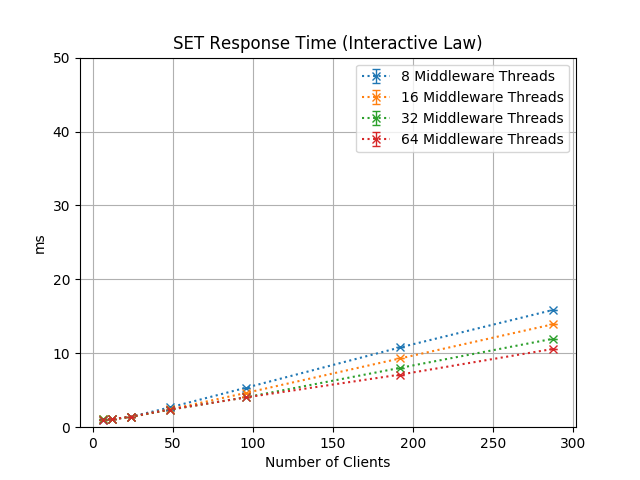 SET Response Time (Interactive Law)
50
40
30
20
10
0
ms
8 Middleware Threads
16 Middleware Threads
32 Middleware Threads
64 Middleware Threads
0 50 100 150 200 250 300
Number of Clients